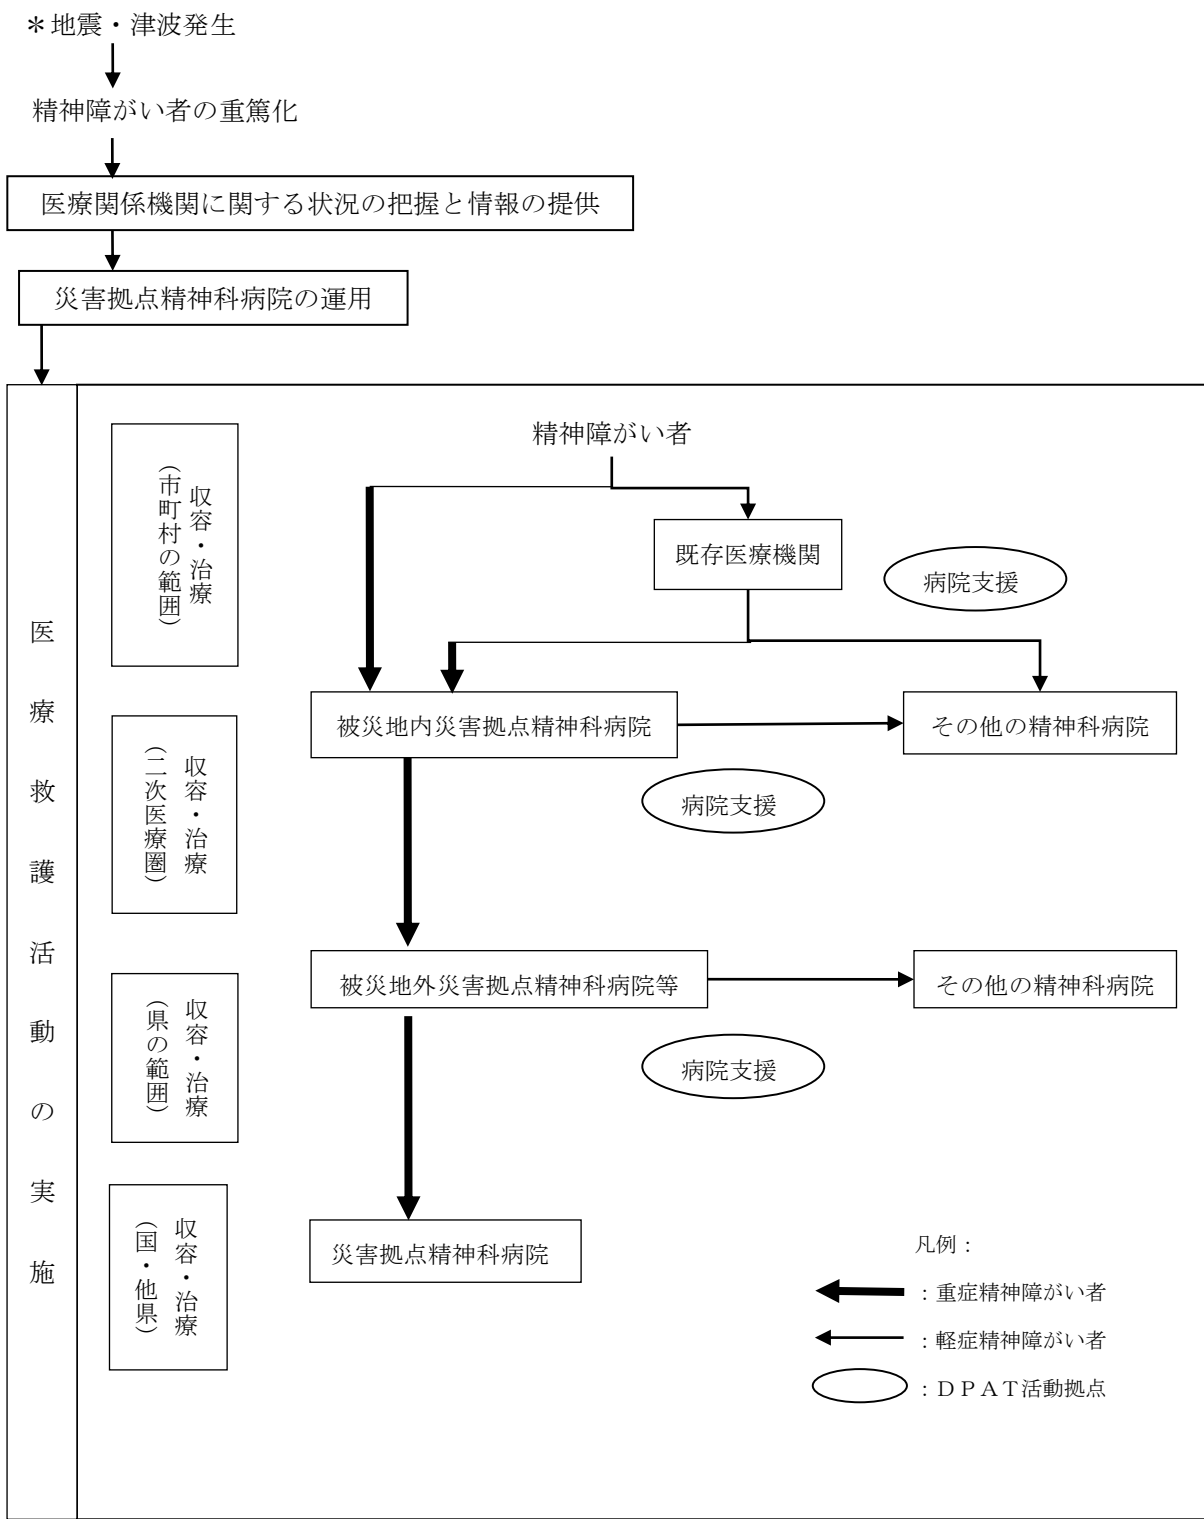 ＊地震・津波発生
精神障がい者の重篤化
医療関係機関に関する状況の把握と情報の提供
災害拠点精神科病院の運用
医療救護活動の実施
収容・治療
（市町村の範囲）
精神障がい者
既存医療機関
病院支援
収容・治療
（二次医療圏）
被災地内災害拠点精神科病院
その他の精神科病院
病院支援
収容・治療
（県の範囲）
被災地外災害拠点精神科病院等
その他の精神科病院
病院支援
収容・治療
（国・他県）
災害拠点精神科病院
凡例：
：重症精神障がい者
：軽症精神障がい者
：ＤＰＡＴ活動拠点